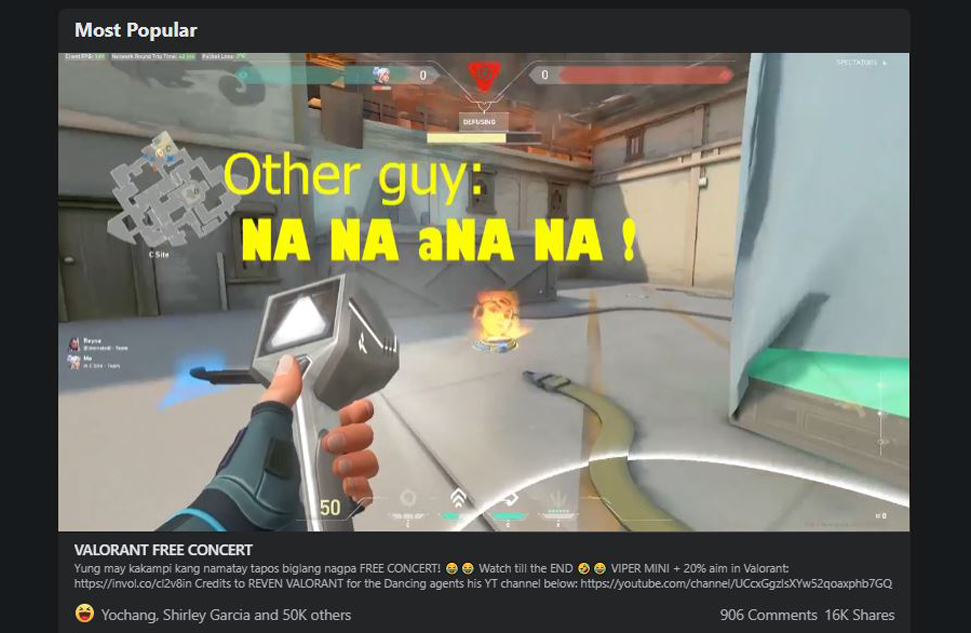 Most Popular
SPECTATORS
0
0
DEFUSING
Other guy:
NA NA aNA NA !
C Site
Reyna
Me
50
VALORANT FREE CONCERT
Yung may kakampi kang namatay tapos biglang nagpa FREE CONCERT! 😂 😂 Watch till the END 🤣 😂 VIPER MINI + 20% aim in Valorant:
https://invol.co/cl2v8in Credits to REVEN VALORANT for the Dancing agents his YT channel below: https://youtube.com/channel/UCcxGgzlsXYw52qoaxphb7GQ
Yochang, Shirley Garcia and 50K others
906 Comments 16K Shares